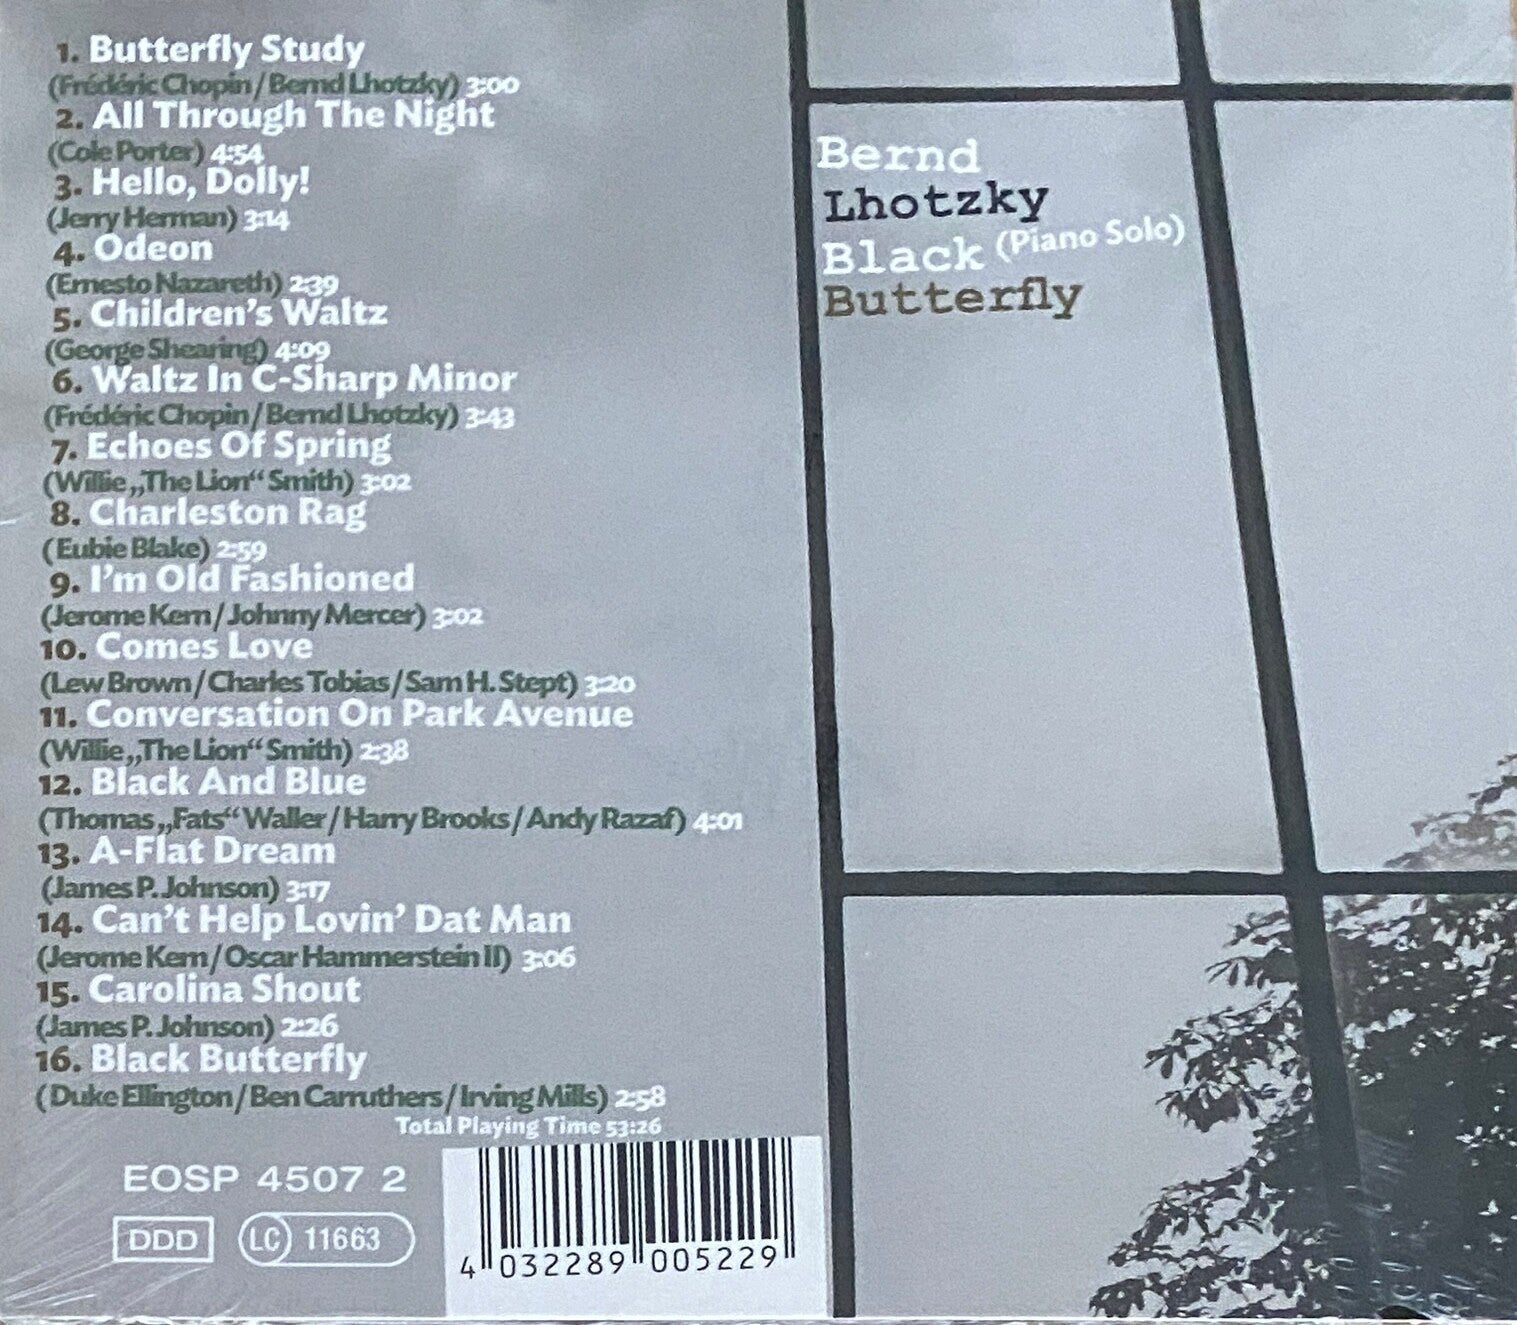 1. Butterfly Study
(Frédéric Chopin/Bernd Lhotzky) 3:00
2. All Through The Night
(Cole Porter) 4:54
3. Hello, Dolly!
(Jerry Herman) 3:14
4. Odeon
(Ernesto Nazareth) 2:39
5. Children's Waltz
(George Shearing) 4:09
6. Waltz In C-Sharp Minor
(Frédéric Chopin/Bernd Lhotzky) 3:43
7. Echoes Of Spring
(Willie „The Lion“ Smith) 3:02
8. Charleston Rag
(Eubie Blake) 2:59
9. I'm Old Fashioned
(Jerome Kern/Johnny Mercer) 3:02
10. Comes Love
(Lew Brown/Charles Tobias/Sam H. Stept) 3:20
11. Conversation On Park Avenue
(Willie „The Lion“ Smith) 2:38
12. Black And Blue
(Thomas „Fats“ Waller/Harry Brooks/Andy Razaf) 4:01
13. A-Flat Dream
(James P. Johnson) 3:17
14. Can't Help Lovin' Dat Man
(Jerome Kern/Oscar Hammerstein II) 3:06
15. Carolina Shout
(James P. Johnson) 2:26
16. Black Butterfly
(Duke Ellington/Ben Carruthers/Irving Mills) 2:58
Total Playing Time 53:26
EOSP 4507 2
DDD LC 11663
4 032289 005229
Bernd
Lhotzky
Black (Piano Solo)
Butterfly